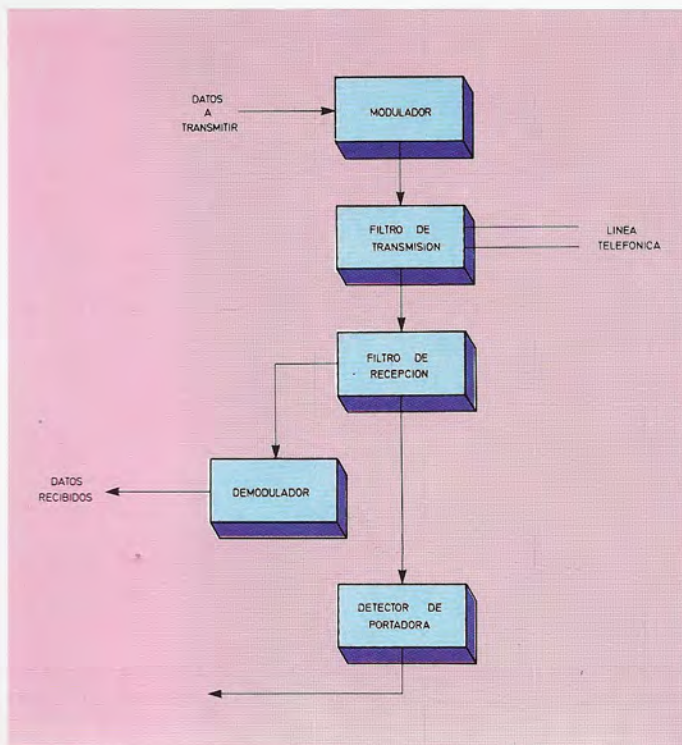 DATOS
A
TRANSMITIR
MODULADOR
FILTRO DE
TRANSMISION
LINEA
TELEFONICA
FILTRO DE
RECEPCION
DATOS
RECIBIDOS
DEMODULADOR
DETECTOR DE
PORTADORA